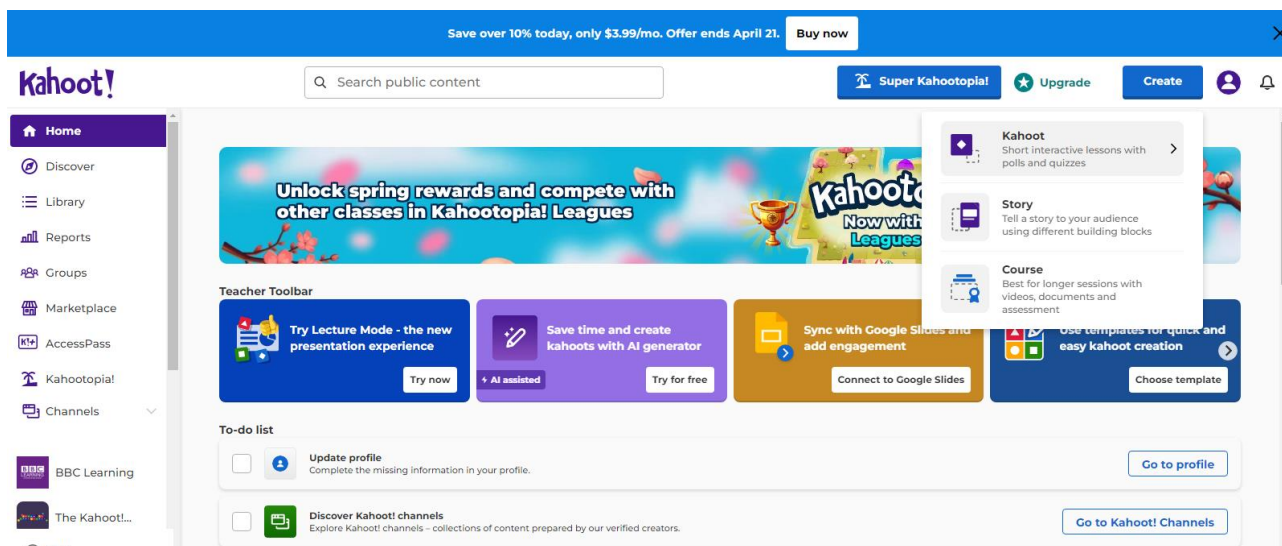 Save over 10% today, only $3.99/mo. Offer ends April 21.
Buy now
Kahoot!
Search public content
Super Kahootopia!
Upgrade
Create
Home
Discover
Library
Reports
Groups
Marketplace
AccessPass
Kahootopia!
Channels
BBC Learning
The Kahoot!...
Kahoot
Short interactive lessons with
polls and quizzes
Story
Tell a story to your audience
using different building blocks
Course
Best for longer sessions with
videos, documents and
assessment
Unlock spring rewards and compete with
other classes in Kahootopia! Leagues
Now with
Leagues
Teacher Toolbar
Try Lecture Mode - the new
presentation experience
Try now
Save time and create
kahoots with AI generator
AI assisted
Try for free
Sync with Google Slides and
add engagement
Connect to Google Slides
Use templates for quick and
easy kahoot creation
Choose template
To-do list
Update profile
Complete the missing information in your profile.
Go to profile
Discover Kahoot! channels
Explore Kahoot! channels – collections of content prepared by our verified creators.
Go to Kahoot! Channels